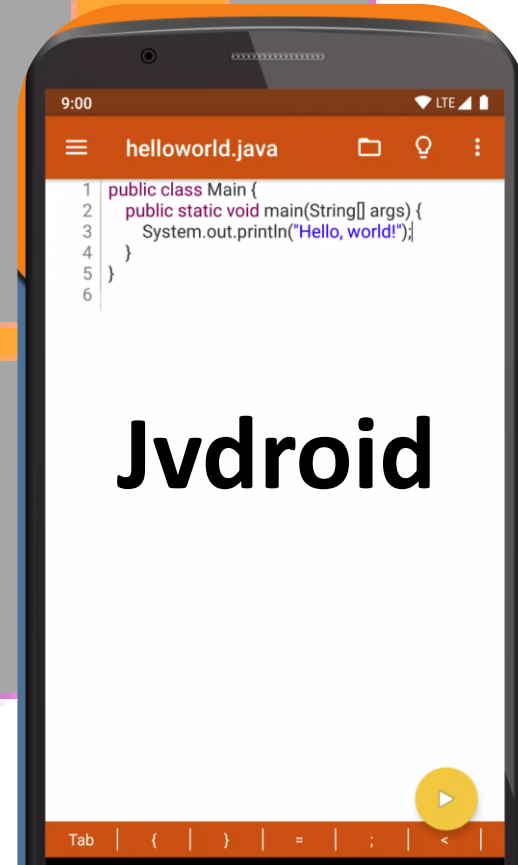 9:00 LTE
helloworld.java
1 public class Main {
2 public static void main(String[] args) {
3 System.out.println("Hello, world!");
4 }
5 }
6
Jvdroid
Tab | { | } | = | ; | < |